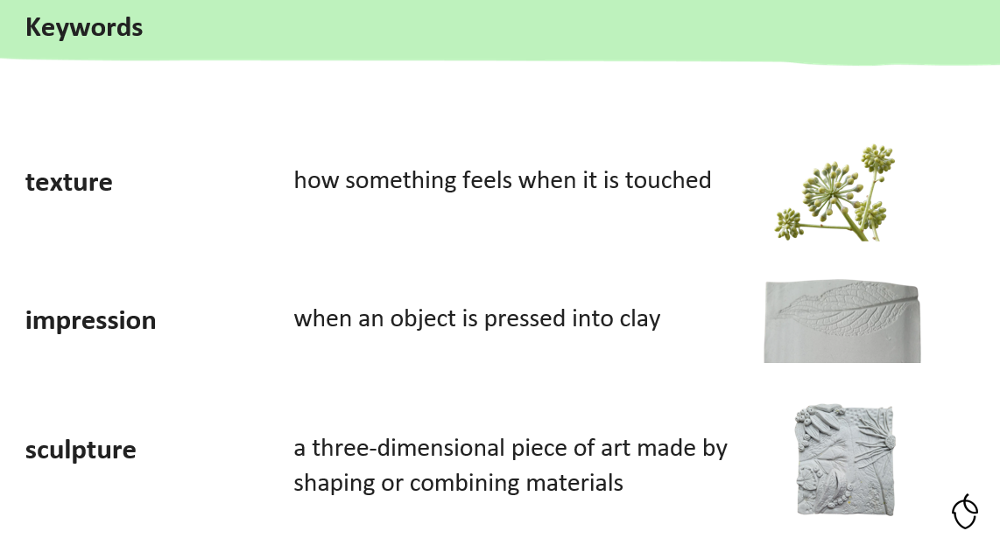 Keywords
texture
how something feels when it is touched
impression
when an object is pressed into clay
sculpture
a three-dimensional piece of art made by
shaping or combining materials